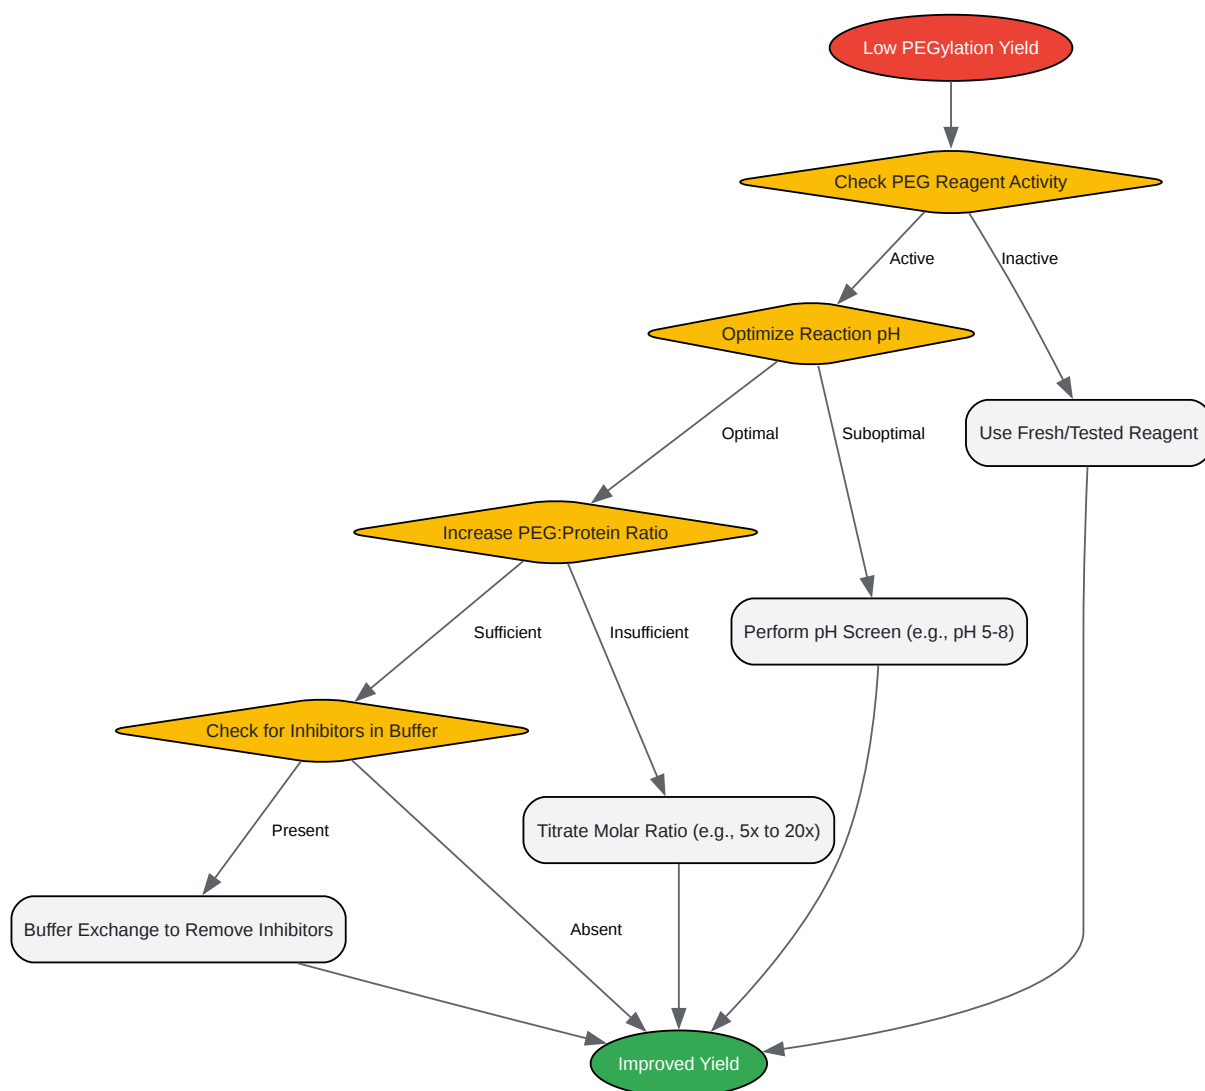 Low PEGylation Yield
Check PEG Reagent Activity
Active
Inactive
Optimize Reaction pH
Use Fresh/Tested Reagent
Optimal
Suboptimal
Increase PEG:Protein Ratio
Sufficient
Insufficient
Perform pH Screen (e.g., pH 5-8)
Check for Inhibitors in Buffer
Present
Titrate Molar Ratio (e.g., 5x to 20x)
Buffer Exchange to Remove Inhibitors
Absent
Improved Yield